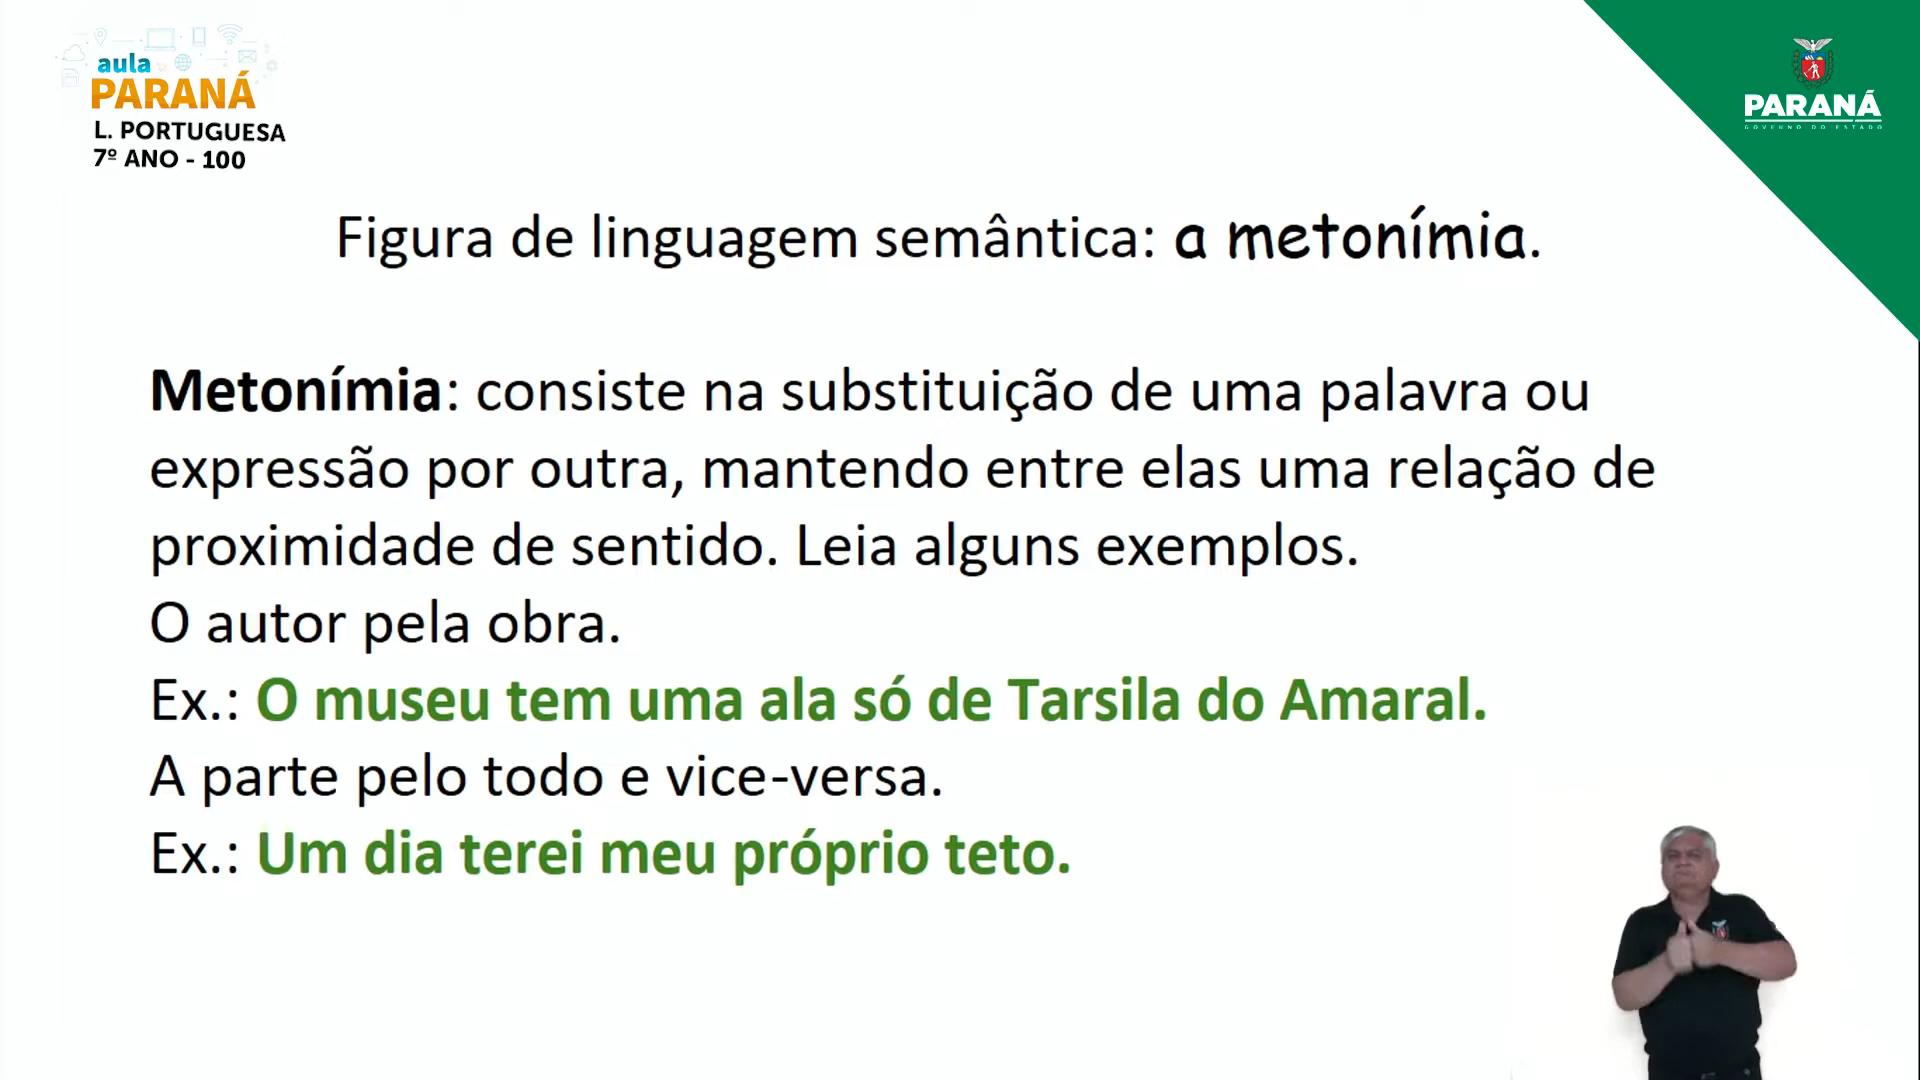 aula
PARANÁ
L. PORTUGUESA
7º ANO - 100
PARANÁ
GOVERNO DO ESTADO
Figura de linguagem semântica: a metonímia.
Metonímia: consiste na substituição de uma palavra ou
expressão por outra, mantendo entre elas uma relação de
proximidade de sentido. Leia alguns exemplos.
O autor pela obra.
Ex.: O museu tem uma ala só de Tarsila do Amaral.
A parte pelo todo e vice-versa.
Ex.: Um dia terei meu próprio teto.